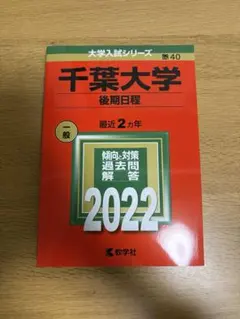 大学入試シリーズ
40
千葉大学
後期日程
最近2カ年
一般
傾向と対策
過去問
解答
2022
教学社